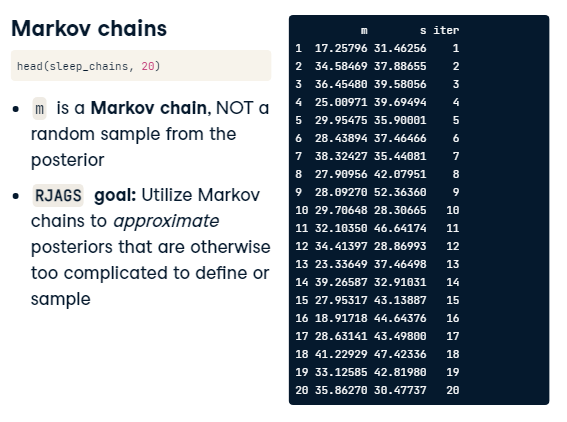 Markov chains
head(sleep_chains, 20)
m is a Markov chain, NOT a
random sample from the
posterior
RJAGS goal: Utilize Markov
chains to approximate
posteriors that are otherwise
too complicated to define or
sample
m s iter
1 17.25796 31.46256 1
2 34.58469 37.88655 2
3 36.45480 39.58056 3
4 25.00971 39.69494 4
5 29.95475 35.90001 5
6 28.43894 37.46466 6
7 38.32427 35.44081 7
8 27.90956 42.07951 8
9 28.09270 52.36360 9
10 29.70648 28.30665 10
11 32.10350 46.64174 11
12 34.41397 28.86993 12
13 23.33649 37.46498 13
14 39.26587 32.91031 14
15 27.95317 43.13887 15
16 18.91718 44.64376 16
17 28.63141 43.49800 17
18 41.22929 47.42336 18
19 33.12585 42.81980 19
20 35.86270 30.47737 20